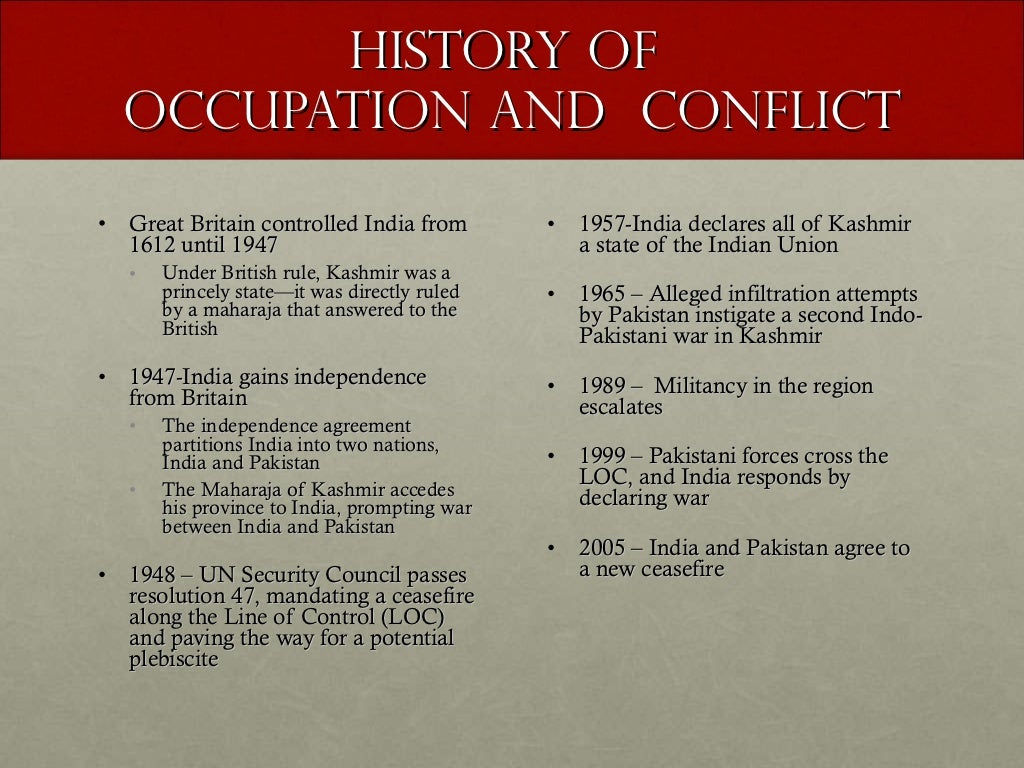 History of
Occupation and Conflict
• Great Britain controlled India from
1612 until 1947
• Under British rule, Kashmir was a
princely state—it was directly ruled
by a maharaja that answered to the
British
• 1947-India gains independence
from Britain
• The independence agreement
partitions India into two nations,
India and Pakistan
• The Maharaja of Kashmir accedes
his province to India, prompting war
between India and Pakistan
• 1948 – UN Security Council passes
resolution 47, mandating a ceasefire
along the Line of Control (LOC)
and paving the way for a potential
plebiscite
• 1957-India declares all of Kashmir
a state of the Indian Union
• 1965 – Alleged infiltration attempts
by Pakistan instigate a second Indo-
Pakistani war in Kashmir
• 1989 – Militancy in the region
escalates
• 1999 – Pakistani forces cross the
LOC, and India responds by
declaring war
• 2005 – India and Pakistan agree to
a new ceasefire